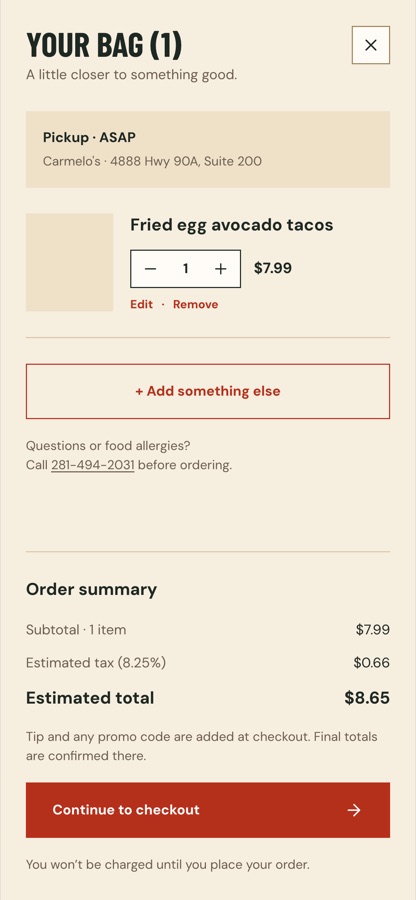 YOUR BAG (1)
A little closer to something good.
Pickup · ASAP
Carmelo's · 4888 Hwy 90A, Suite 200
Fried egg avocado tacos
− 1 + $7.99
Edit · Remove
+ Add something else
Questions or food allergies?
Call 281-494-2031 before ordering.
Order summary
Subtotal · 1 item $7.99
Estimated tax (8.25%) $0.66
Estimated total $8.65
Tip and any promo code are added at checkout. Final totals
are confirmed there.
Continue to checkout →
You won’t be charged until you place your order.